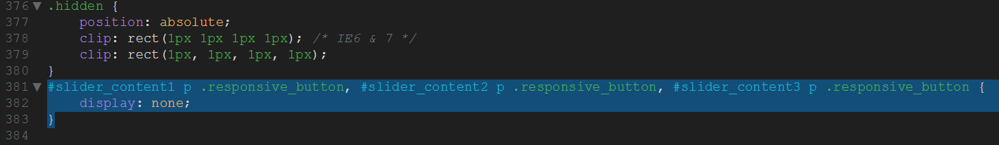 376 ▼ .hidden {
377     position: absolute;
378     clip: rect(1px 1px 1px 1px); /* IE6 & 7 */
379     clip: rect(1px, 1px, 1px, 1px);
380 }
381 ▼ #slider_content1 p .responsive_button, #slider_content2 p .responsive_button, #slider_content3 p .responsive_button {
382     display: none;
383 }
384